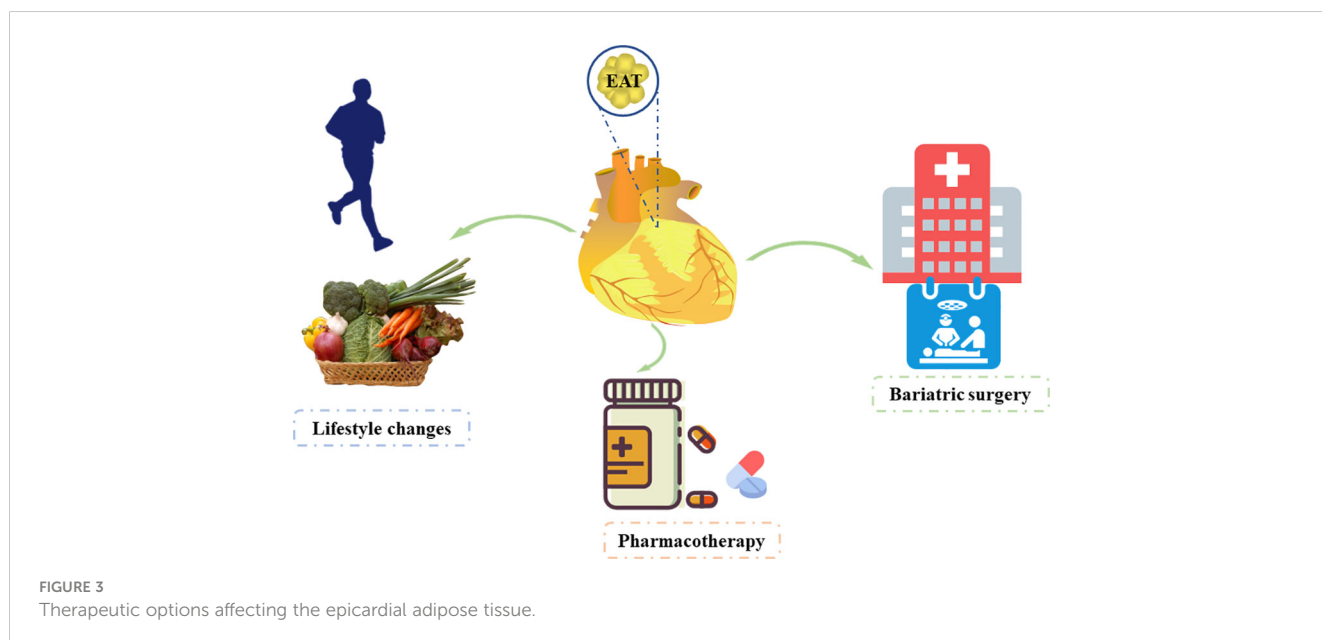 EAT
Lifestyle changes
Pharmacotherapy
Bariatric surgery
FIGURE 3
Therapeutic options affecting the epicardial adipose tissue.